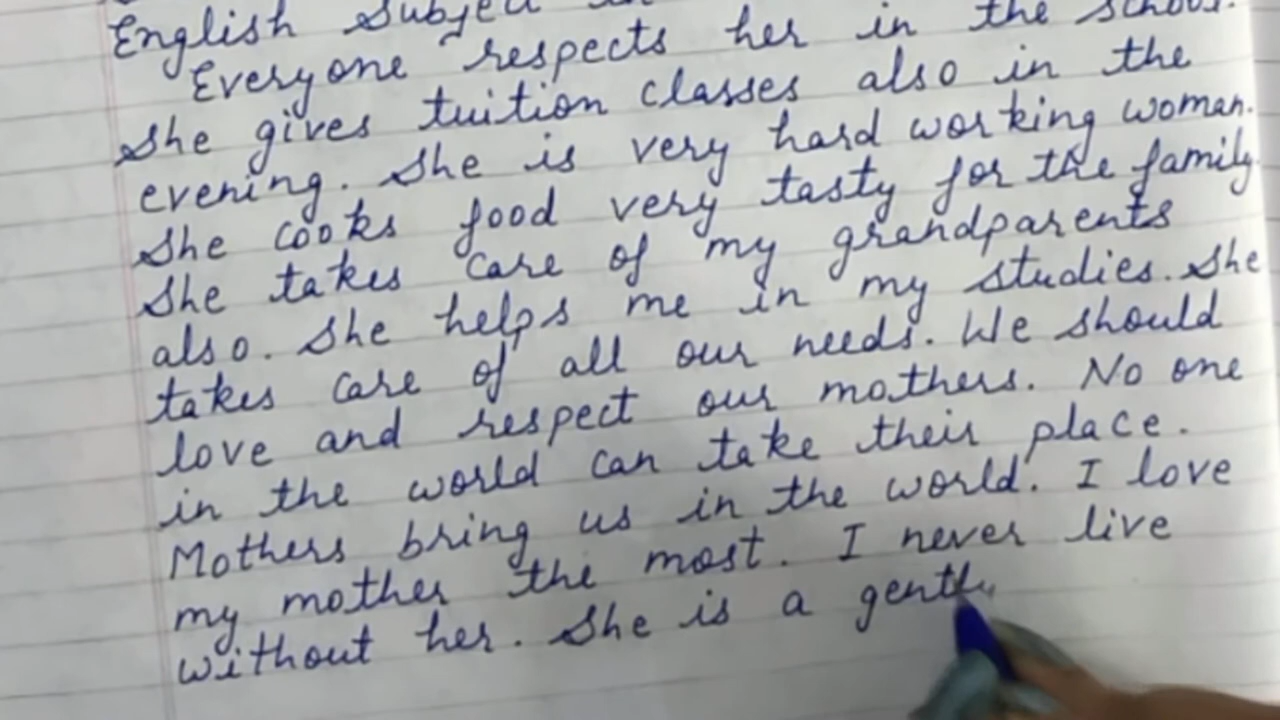 English Subject
Everyone respects her in the school.
She gives tuition classes also in the
evening. She is very hard working woman.
She cooks food very tasty for the family.
She takes care of my grandparents
also. She helps me in my studies. She
takes care of all our needs. We should
love and respect our mothers. No one
in the world can take their place.
Mothers bring us in the world. I love
my mother the most. I never live
without her. She is a gentl